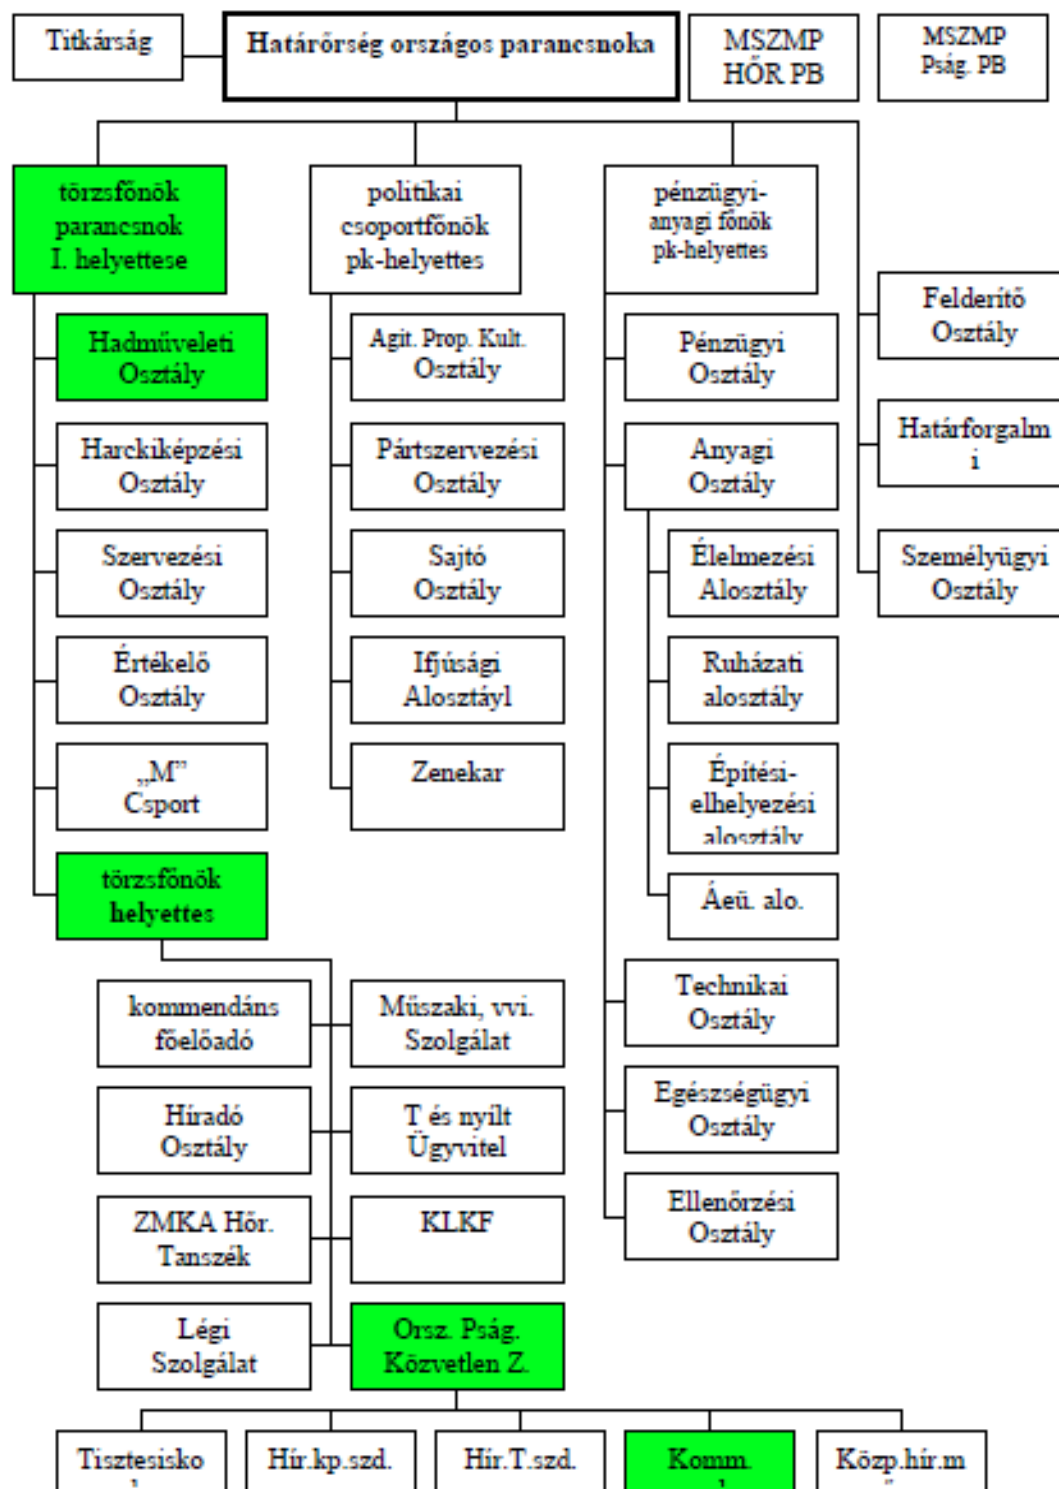 Titkárság
Határőrség országos parancsnoka
MSZMP
HŐR PB
MSZMP
Pság. PB
törzsfőnök
parancsnok
I. helyettese
politikai
csoportfőnök
pk-helyettes
pénzügyi-
anyagi főnök
pk-helyettes
Felderítő
Osztály
Határforgalm
i
Személyügyi
Osztály
Hadműveleti
Osztály
Harckiképzési
Osztály
Szervezési
Osztály
Értékelő
Osztály
„M”
Csport
törzsfőnök
helyettes
Agit. Prop. Kult.
Osztály
Pártszervezési
Osztály
Sajtó
Osztály
Ifjúsági
Alosztáyl
Zenekar
Pénzügyi
Osztály
Anyagi
Osztály
Élelmezési
Alosztály
Ruházati
alosztály
Építési-
elhelyezési
alosztály
Áeü. alo.
Technikai
Osztály
Egészségügyi
Osztály
Ellenőrzési
Osztály
kommendáns
főelőadó
Műszaki, vvi.
Szolgálat
Híradó
Osztály
T és nyílt
Ügyvitel
ZMKA Hőr.
Tanszék
KLKF
Légi
Szolgálat
Orsz. Pság.
Közvetlen Z.
Tisztesisko
Hír.kp.szd.
Hír.T.szd.
Komm.
Közp.hír.m